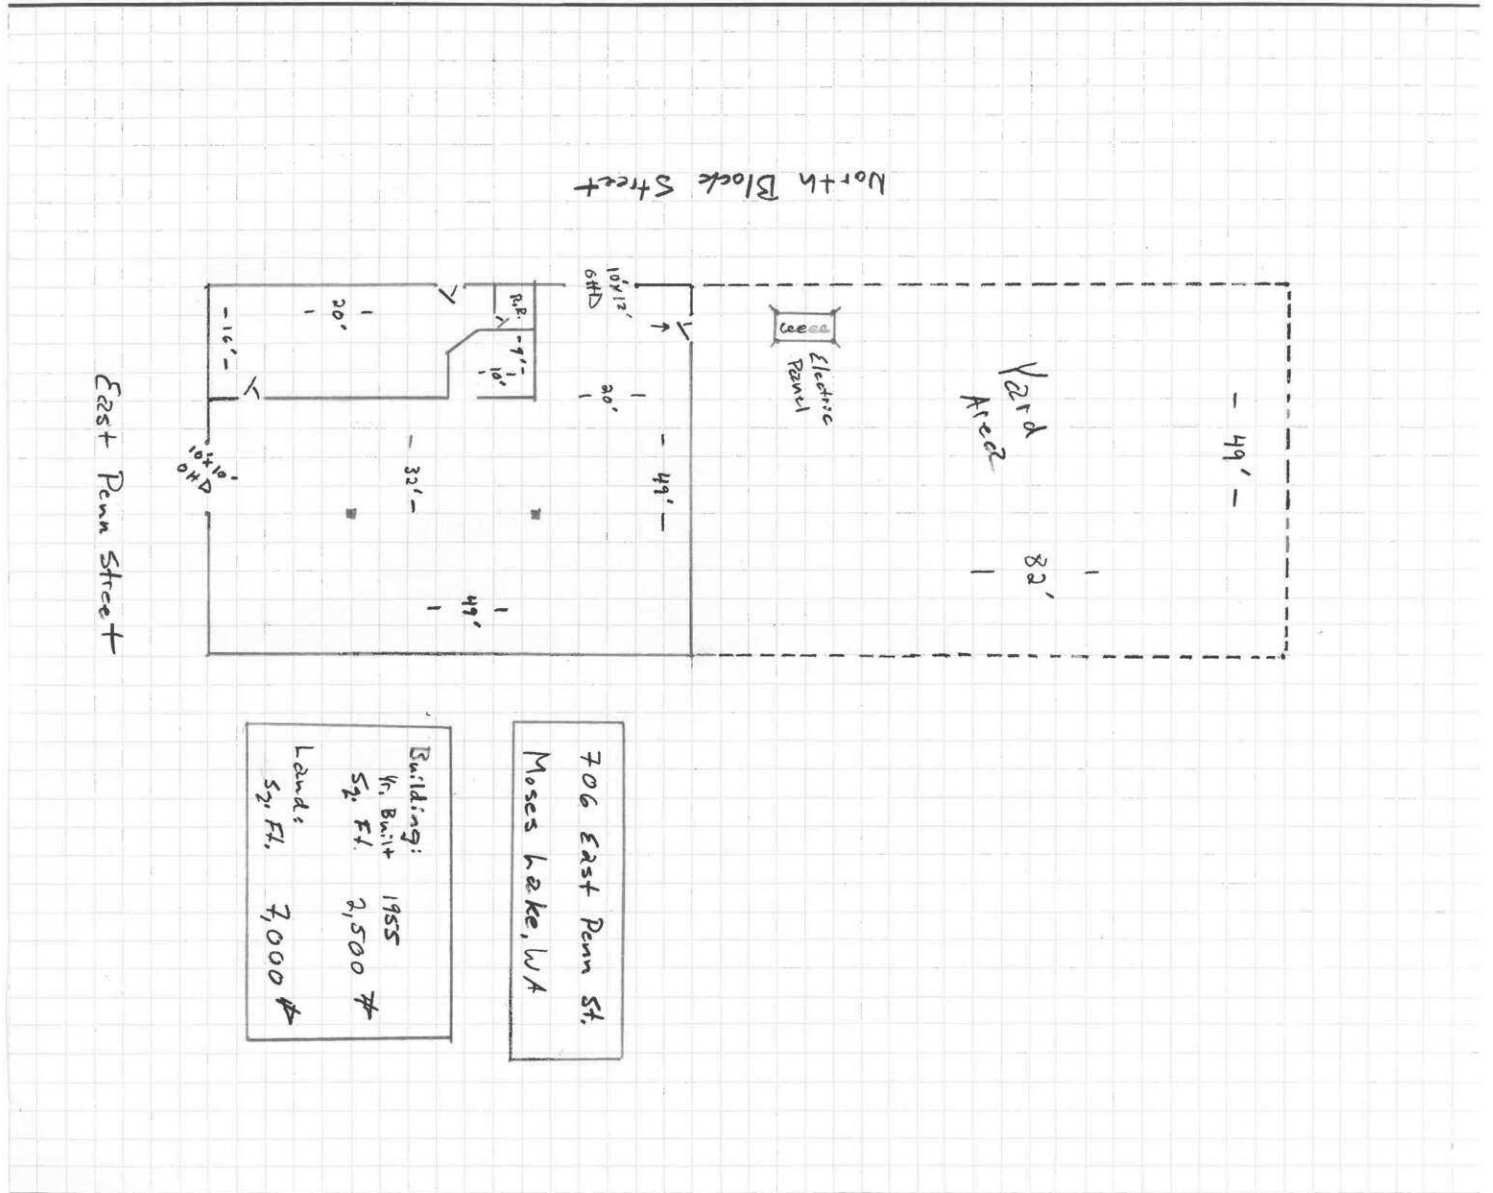 North Block Street
East Penn Street
10'x12'
OHD
R.R.
20'
-16'-
-9'-
10'
20'
Electric
Panel
Yard
Area
- 49' -
10'x10'
OHD
- 32' -
49'
82'
49'
706 East Penn St.
Moses Lake, WA
Building:
Yr. Built 1955
Sq. Ft. 2,500 #
Land:
Sq. Ft. 7,000 #